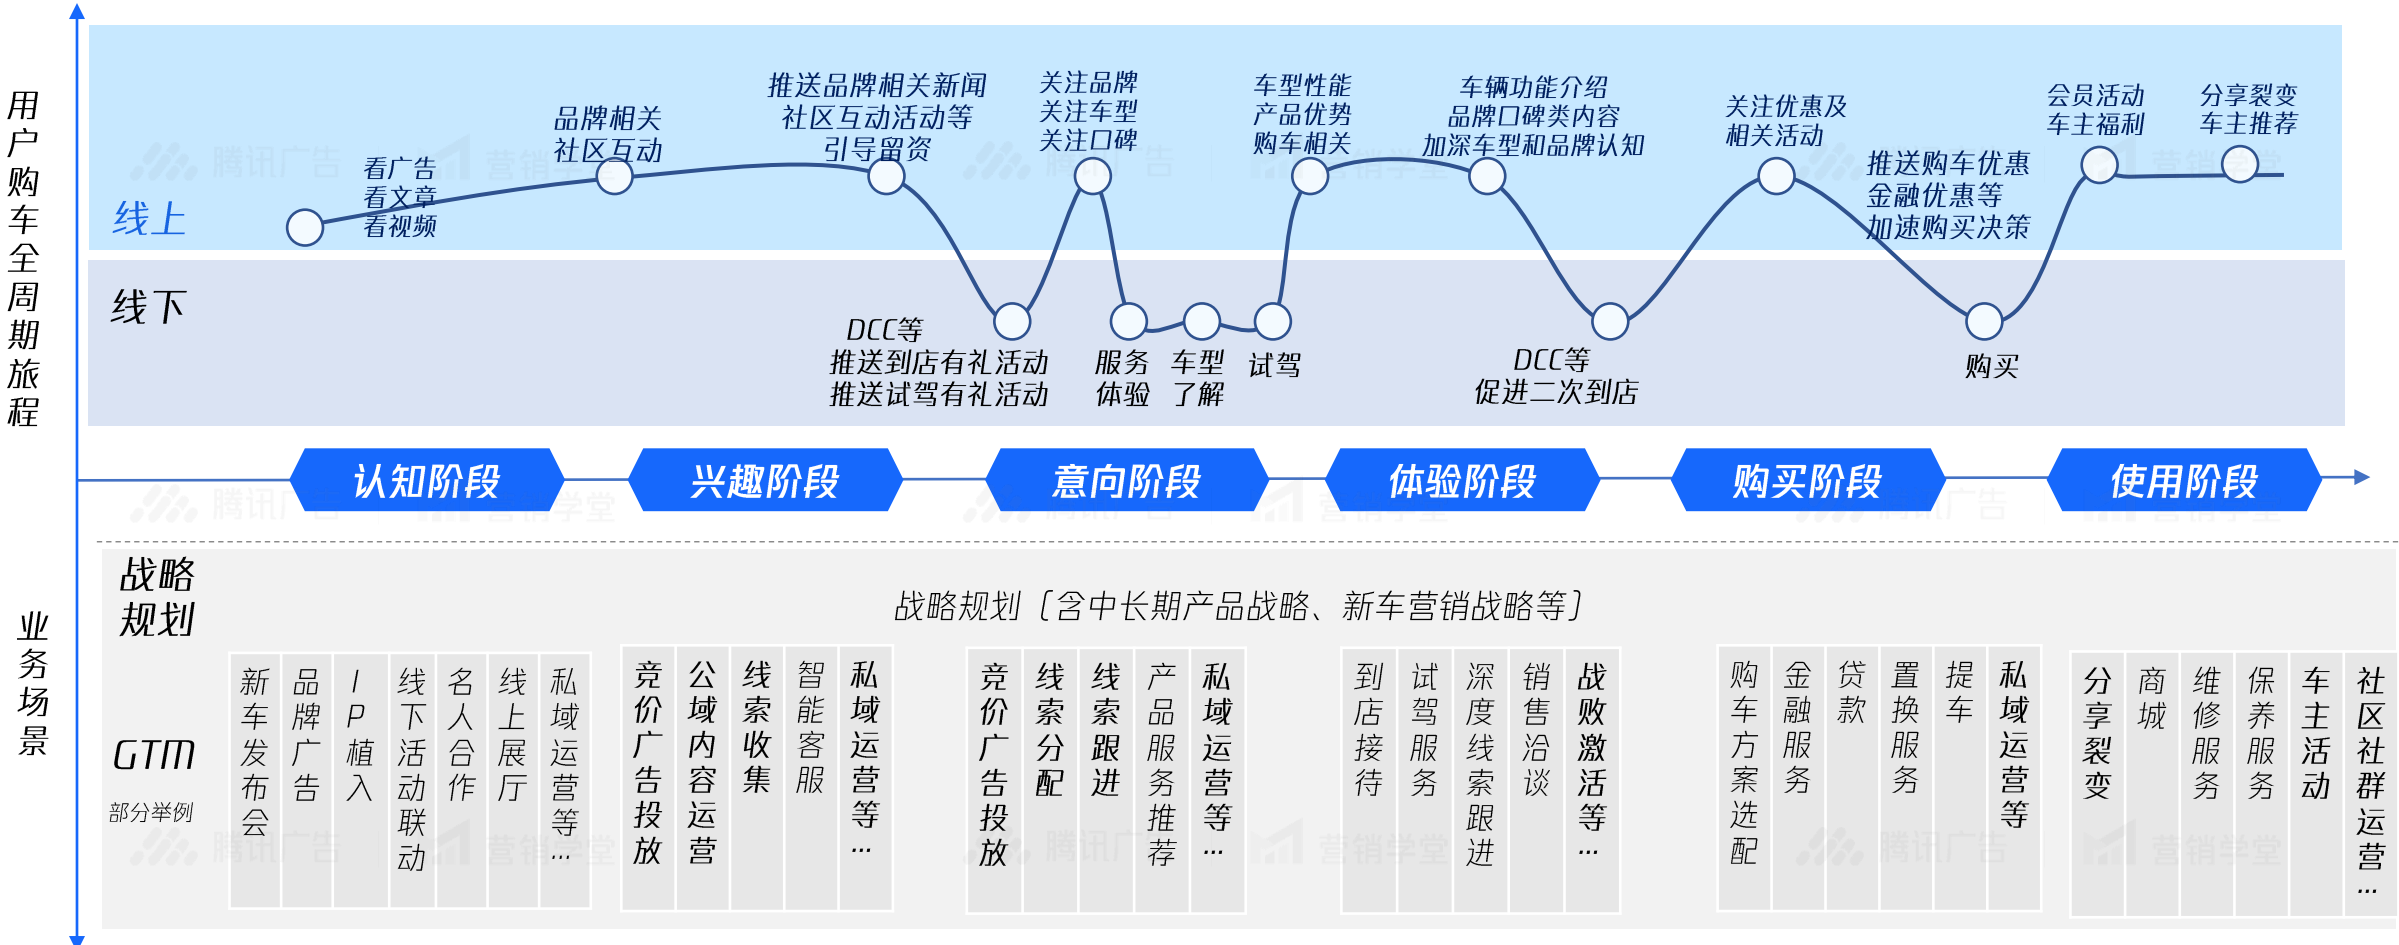 用户购车全周期旅程
线上
看广告
看文章
看视频
品牌相关
社区互动
推送品牌相关新闻
社区互动活动等
引导留资
关注品牌
关注车型
关注口碑
车型性能
产品优势
购车相关
车辆功能介绍
品牌口碑类内容
加深车型和品牌认知
关注优惠及
相关活动
推送购车优惠
金融优惠等
加速购买决策
会员活动
车主福利
分享裂变
车主推荐
线下
DCC等
推送到店有礼活动
推送试驾有礼活动
服务
体验
车型
了解
试驾
DCC等
促进二次到店
购买
认知阶段
兴趣阶段
意向阶段
体验阶段
购买阶段
使用阶段
业务场景
战略
规划
战略规划（含中长期产品战略、新车营销战略等）
GTM
部分举例
新车发布会
品牌广告
IP植入
线下活动联动
名人合作
线上展厅
私域运营等...
竞价广告投放
公域内容运营
线索收集
智能客服
私域运营等...
竞价广告投放
线索分配
线索跟进
产品服务推荐
私域运营等...
到店接待
试驾服务
深度线索跟进
销售洽谈
战败激活等...
购车方案选配
金融服务
贷款
置换服务
提车
私域运营等
分享裂变
商城
维修服务
保养服务
车主活动
社区社群运营...
腾讯广告
营销学堂